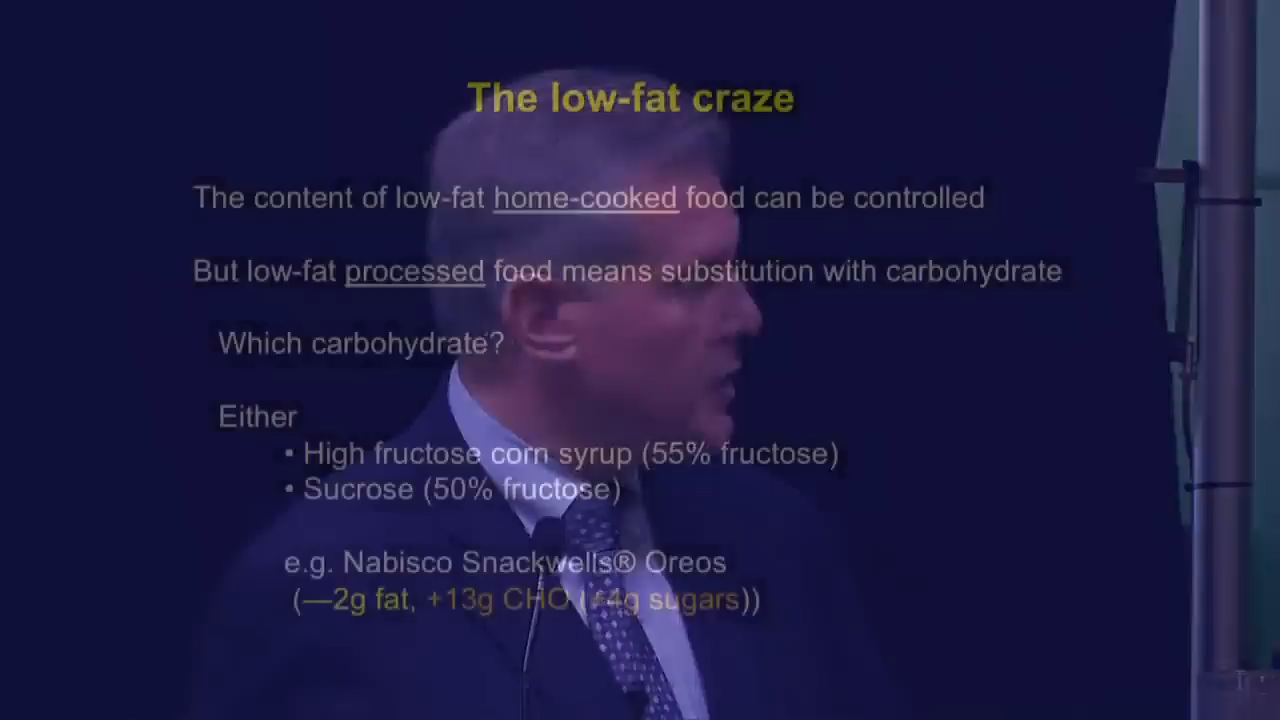 The low-fat craze
The content of low-fat home-cooked food can be controlled
But low-fat processed food means substitution with carbohydrate
Which carbohydrate?
Either
• High fructose corn syrup (55% fructose)
• Sucrose (50% fructose)
e.g. Nabisco Snackwells® Oreos
(—2g fat, +13g CHO (+4g sugars))